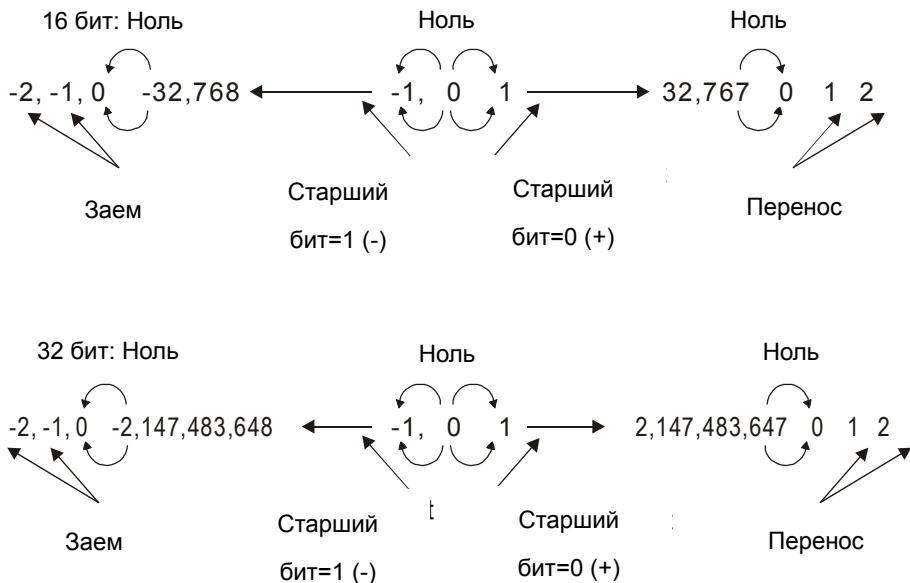 16 бит: Ноль Ноль Ноль
-2, -1, 0 -32,768 -1, 0 1 32,767 0 1 2
Заем Старший бит=1 (-) Старший бит=0 (+) Перенос
32 бит: Ноль Ноль Ноль
-2, -1, 0 -2,147,483,648 -1, 0 1 2,147,483,647 0 1 2
Заем Старший бит=1 (-) Старший бит=0 (+) Перенос